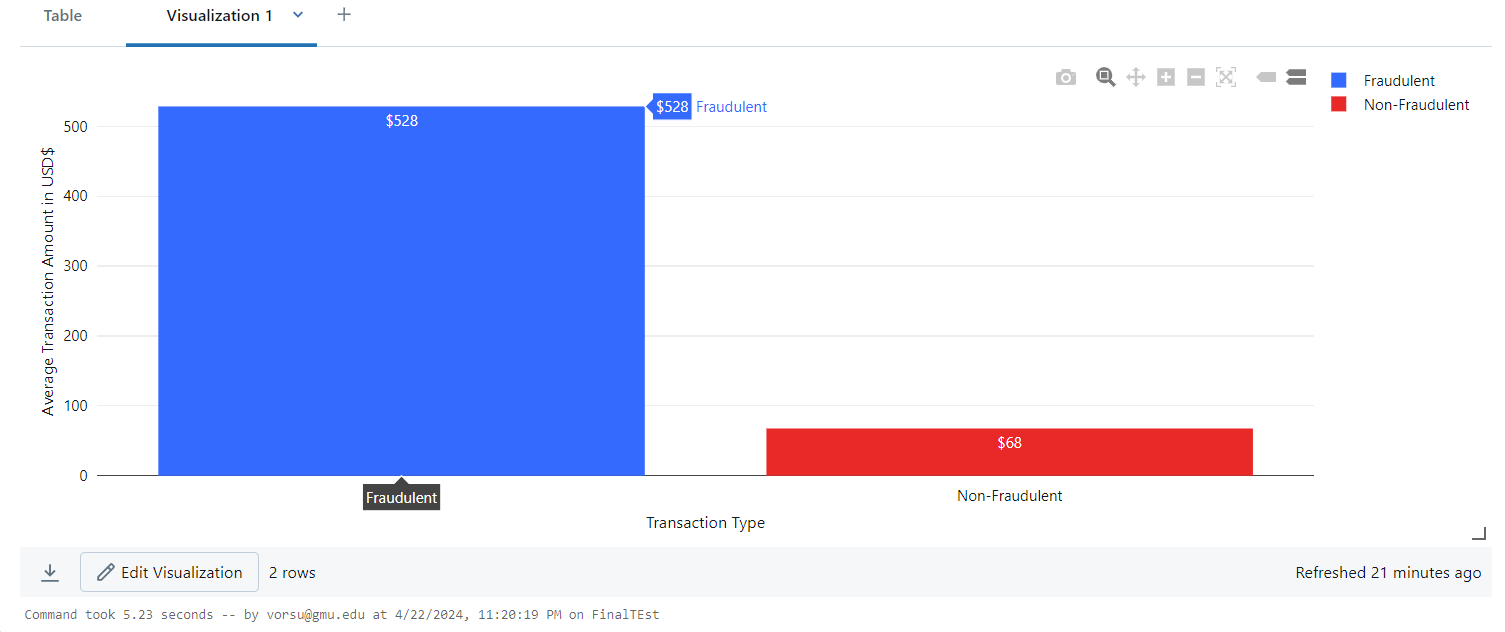 Table
Visualization 1
Fraudulent
Non-Fraudulent
Average Transaction Amount in USD$
500
400
300
200
100
0
$528
$528 Fraudulent
$68
Fraudulent
Non-Fraudulent
Transaction Type
Edit Visualization
2 rows
Refreshed 21 minutes ago
Command took 5.23 seconds -- by vorsu@gmu.edu at 4/22/2024, 11:20:19 PM on FinalTEst